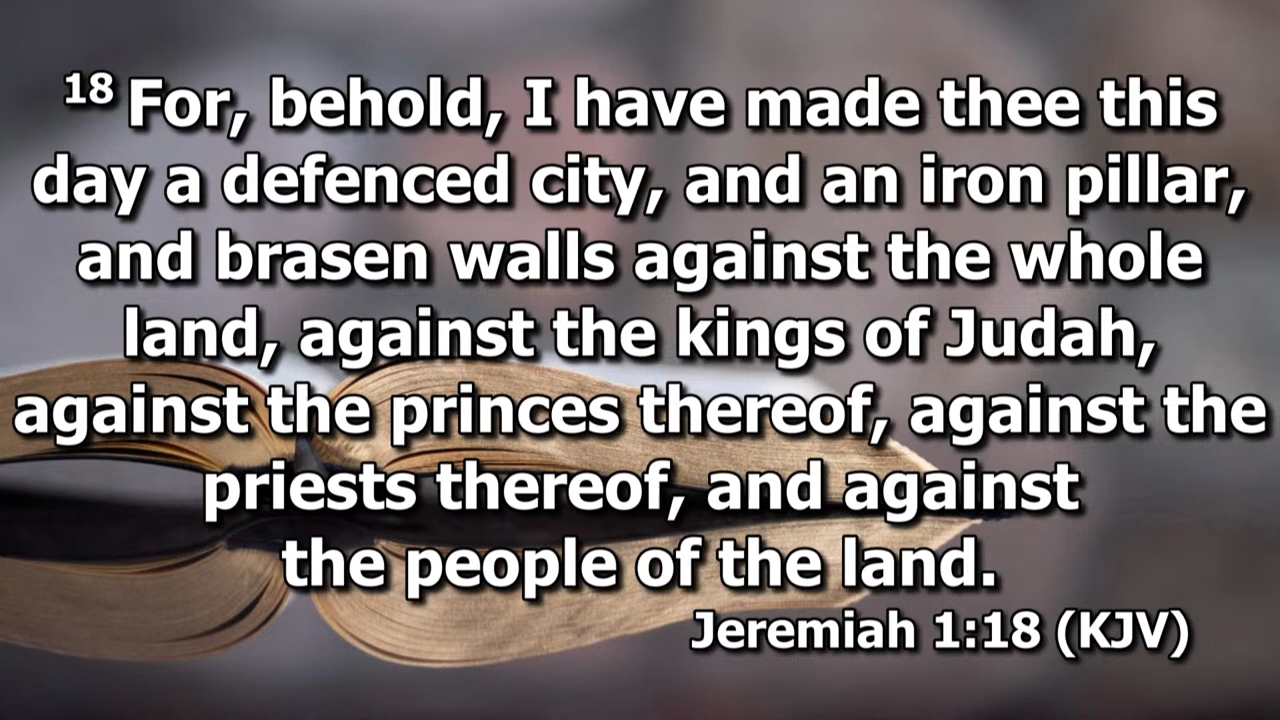 18 For, behold, I have made thee this
day a defenced city, and an iron pillar,
and brasen walls against the whole
land, against the kings of Judah,
against the princes thereof, against the
priests thereof, and against
the people of the land.
Jeremiah 1:18 (KJV)